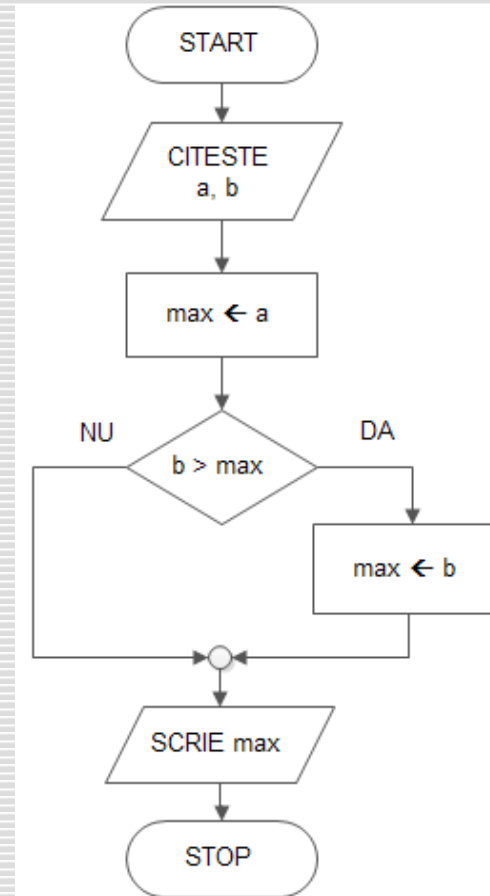 START
CITESTE
a, b
max ← a
NU
DA
b > max
max ← b
SCRIE max
STOP